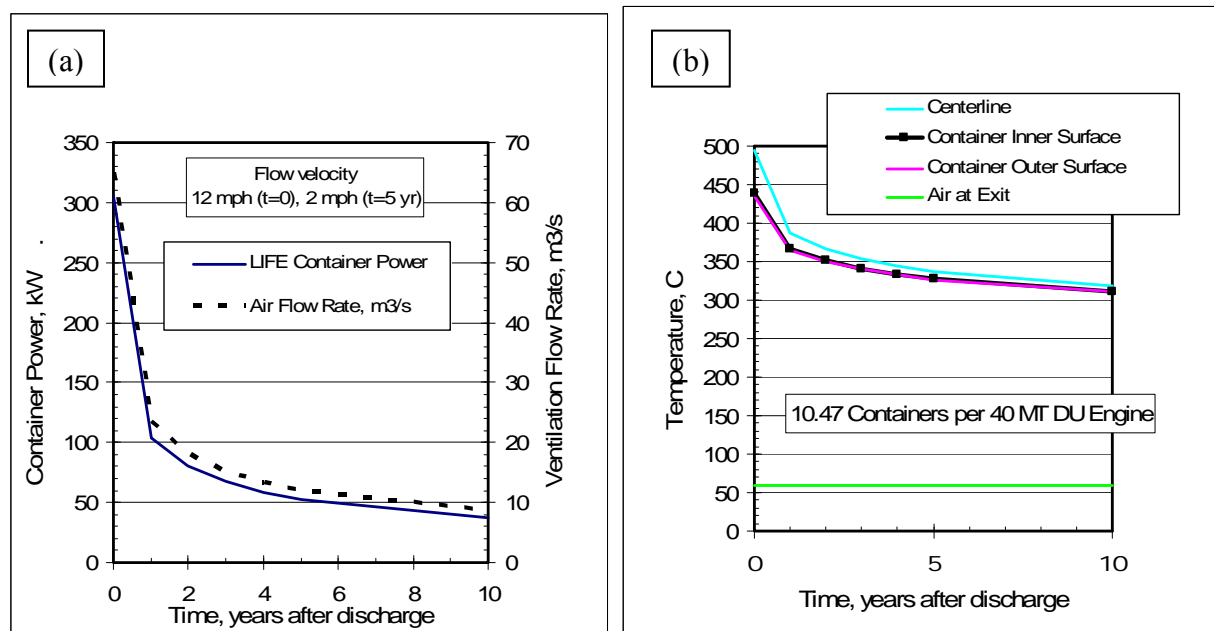 (a)
350
300
250
200
150
100
50
0
Container Power, kW
.
Flow velocity
12 mph (t=0), 2 mph (t=5 yr)
LIFE Container Power
Air Flow Rate, m3/s
70
60
50
40
30
20
10
0
Ventilation Flow Rate, m3/s
0 2 4 6 8 10
Time, years after discharge
(b)
Centerline
Container Inner Surface
Container Outer Surface
Air at Exit
500
450
400
350
300
250
200
150
100
50
0
Temperature, C
10.47 Containers per 40 MT DU Engine
0 5 10
Time, years after discharge